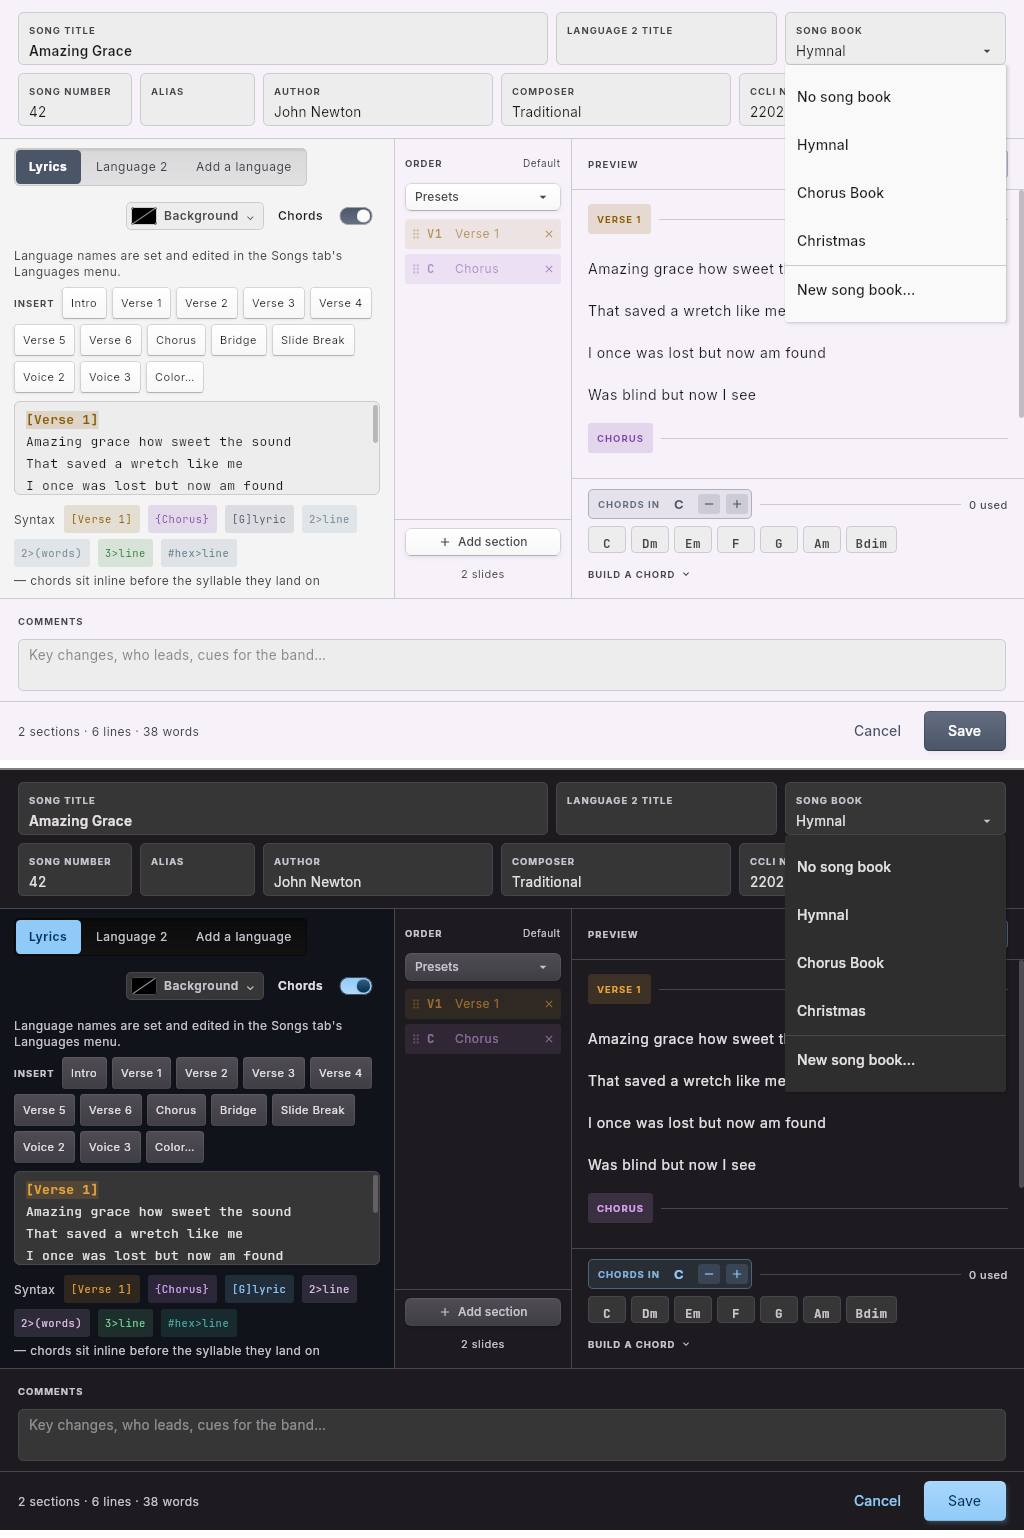 SONG TITLE
Amazing Grace
LANGUAGE 2 TITLE
SONG BOOK
Hymnal
SONG NUMBER
42
ALIAS
AUTHOR
John Newton
COMPOSER
Traditional
CCLI N
2202
No song book
Hymnal
Chorus Book
Christmas
New song book...
Lyrics Language 2 Add a language
Background Chords
Language names are set and edited in the Songs tab's
Languages menu.
INSERT Intro Verse 1 Verse 2 Verse 3 Verse 4
Verse 5 Verse 6 Chorus Bridge Slide Break
Voice 2 Voice 3 Color...
[Verse 1]
Amazing grace how sweet the sound
That saved a wretch like me
I once was lost but now am found
Syntax [Verse 1] {Chorus} [G]lyric 2>line
2>(words) 3>line #hex>line
— chords sit inline before the syllable they land on
ORDER Default
Presets
V1 Verse 1 ×
C Chorus ×
+ Add section
2 slides
PREVIEW
VERSE 1
Amazing grace how sweet t
That saved a wretch like me
I once was lost but now am found
Was blind but now I see
CHORUS
CHORDS IN C − + 0 used
C Dm Em F G Am Bdim
BUILD A CHORD
COMMENTS
Key changes, who leads, cues for the band...
2 sections · 6 lines · 38 words
Cancel Save
SONG TITLE
Amazing Grace
LANGUAGE 2 TITLE
SONG BOOK
Hymnal
SONG NUMBER
42
ALIAS
AUTHOR
John Newton
COMPOSER
Traditional
CCLI N
2202
No song book
Hymnal
Chorus Book
Christmas
New song book...
Lyrics Language 2 Add a language
Background Chords
Language names are set and edited in the Songs tab's
Languages menu.
INSERT Intro Verse 1 Verse 2 Verse 3 Verse 4
Verse 5 Verse 6 Chorus Bridge Slide Break
Voice 2 Voice 3 Color...
[Verse 1]
Amazing grace how sweet the sound
That saved a wretch like me
I once was lost but now am found
Syntax [Verse 1] {Chorus} [G]lyric 2>line
2>(words) 3>line #hex>line
— chords sit inline before the syllable they land on
ORDER Default
Presets
V1 Verse 1 ×
C Chorus ×
+ Add section
2 slides
PREVIEW
VERSE 1
Amazing grace how sweet t
That saved a wretch like me
I once was lost but now am found
Was blind but now I see
CHORUS
CHORDS IN C − + 0 used
C Dm Em F G Am Bdim
BUILD A CHORD
COMMENTS
Key changes, who leads, cues for the band...
2 sections · 6 lines · 38 words
Cancel Save